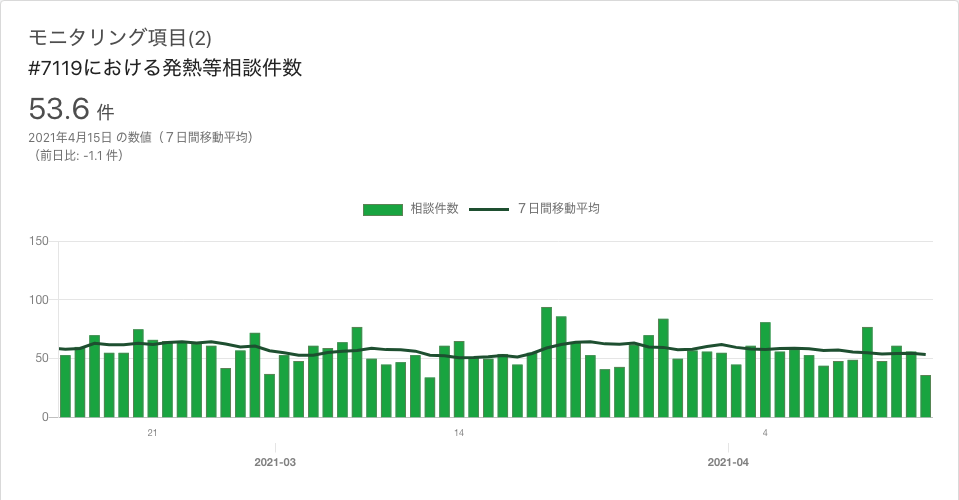 モニタリング項目(2)
#7119における発熱等相談件数
53.6 件
2021年4月15日 の数値（７日間移動平均）
（前日比: -1.1 件）
相談件数 ７日間移動平均
150
100
50
0
21 14 4
2021-03 2021-04